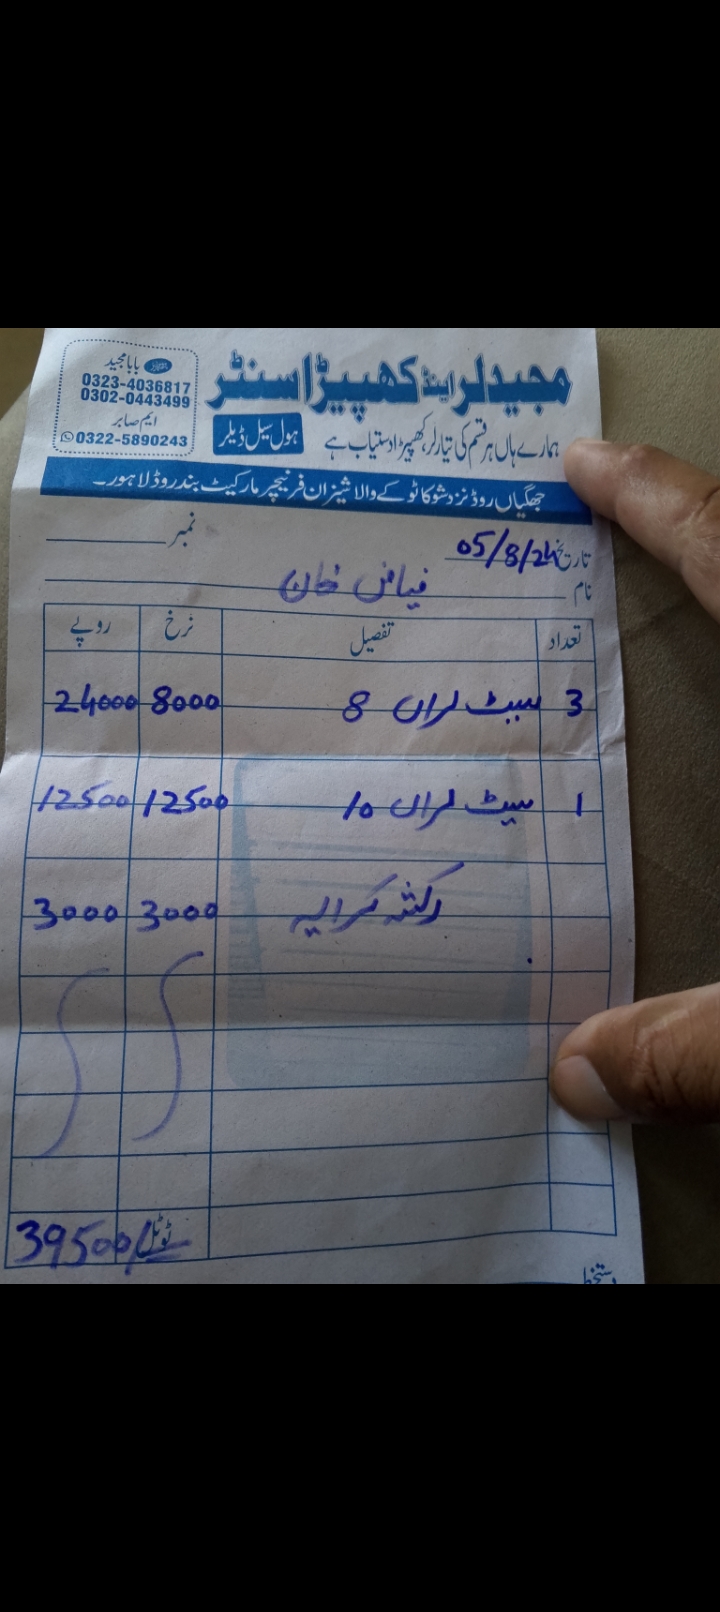 مجید لر اینڈ کھپیڑا سنٹر
بابا مجید
0323-4036817
0302-0443499
ایم صابر
0322-5890243
ہمارے ہاں ہر قسم کی تیار لر، کھپیڑا دستیاب ہے
ہول سیل ڈیلر
جھگیاں روڈ نزد شوکا ٹوکے والا شیزان فرنیچر مارکیٹ بند روڈ لاہور۔
تاریخ 05/8/24 نمبر
نام فیاض خان
تعداد تفصیل نرخ روپے
3 سیٹ لراں 8 8000 24000
1 سیٹ لراں 10 12500 12500
رکشہ کرایہ 3000 3000
ٹوٹل 39500/
دستخط